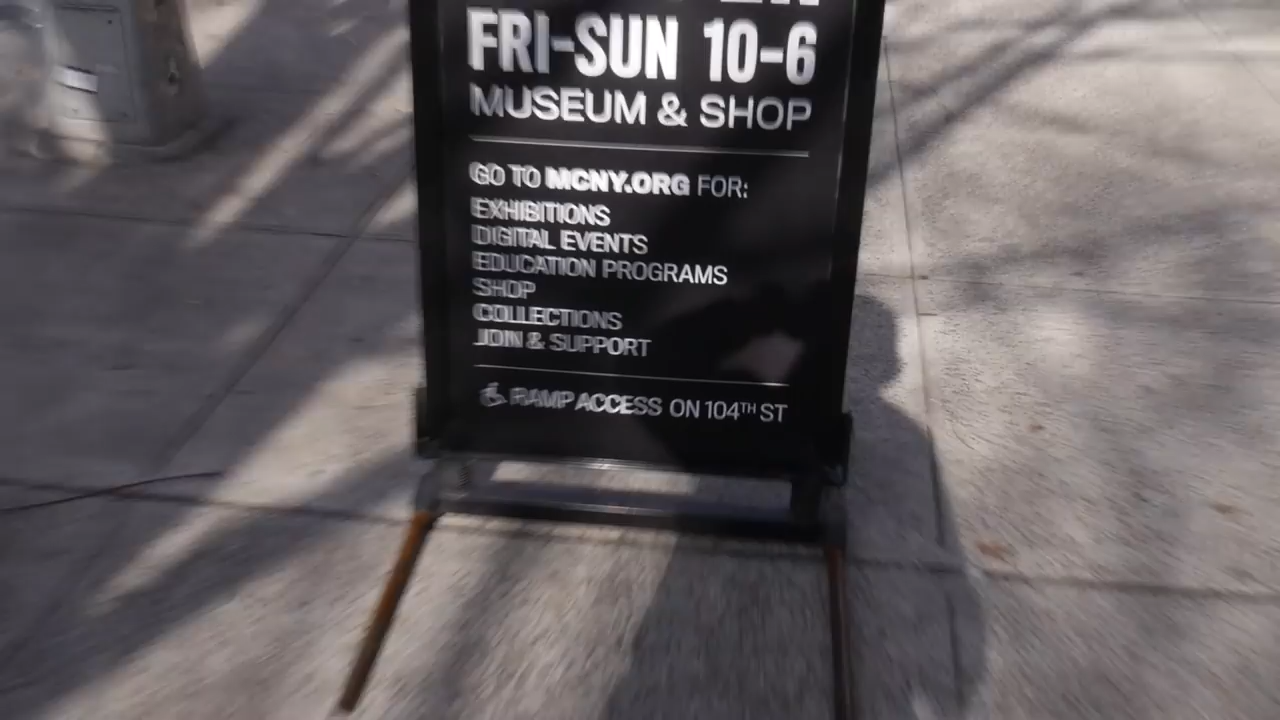 FRI-SUN 10-6
MUSEUM & SHOP
GO TO MCNY.ORG FOR:
EXHIBITIONS
DIGITAL EVENTS
EDUCATION PROGRAMS
SHOP
COLLECTIONS
JOIN & SUPPORT
RAMP ACCESS ON 104TH ST